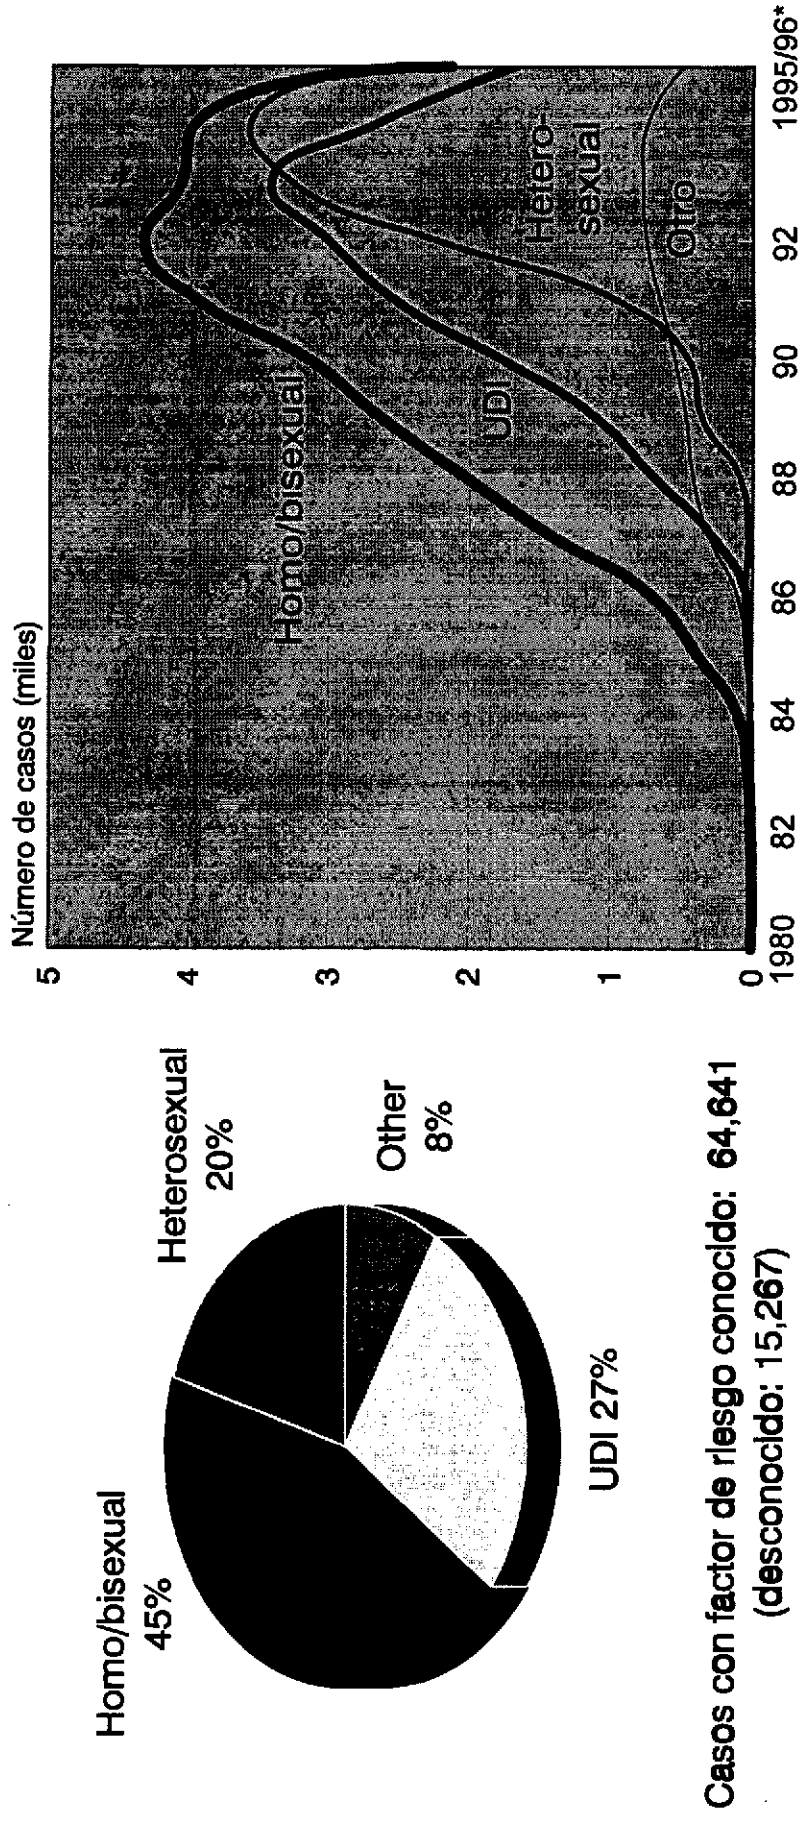 Homo/bisexual
45%
Heterosexual
20%
Other
8%
UDI 27%
Casos con factor de riesgo conocido: 64,641
(desconocido: 15,267)
Número de casos (miles)
5
4
3
2
1
0
Homo/bisexual
UDI
Hetero-
sexual
Otro
1980
82
84
86
88
90
92
1995/96*